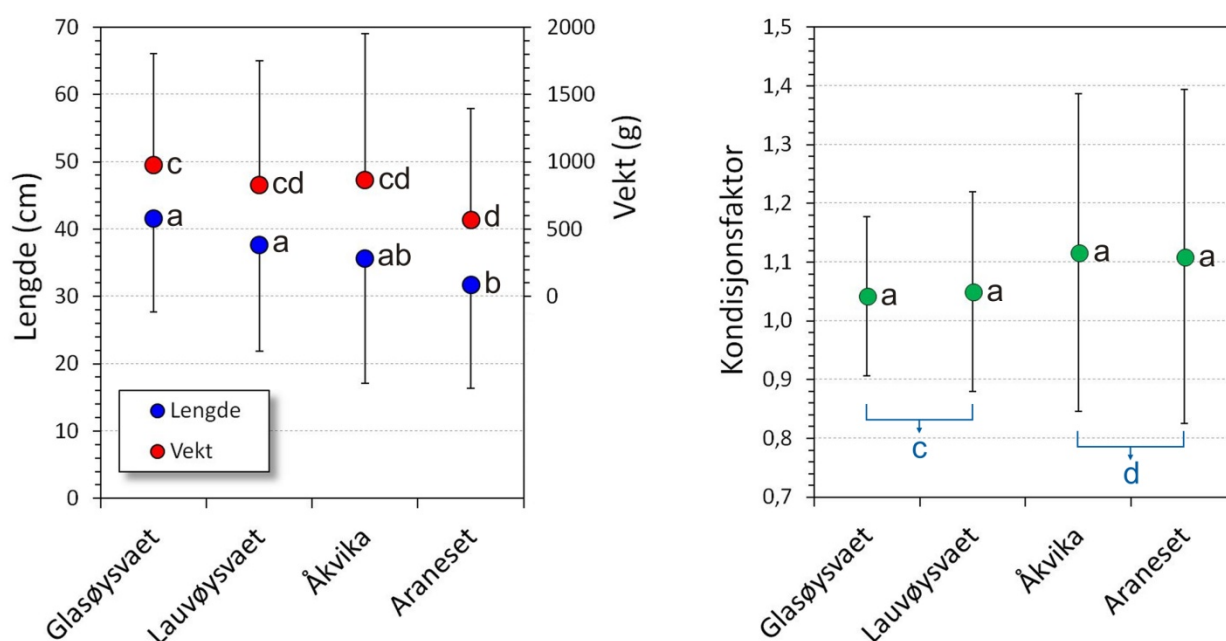 Lengde (cm)
70
60
50
40
30
20
10
0
2000
1500
1000
500
0
Vekt (g)
c
cd
cd
d
a
a
ab
b
Lengde
Vekt
Glasøysvaet
Lauvøysvaet
Åkvika
Araneset
Kondisjonsfaktor
1,5
1,4
1,3
1,2
1,1
1,0
0,9
0,8
0,7
a
a
a
a
c
d
Glasøysvaet
Lauvøysvaet
Åkvika
Araneset